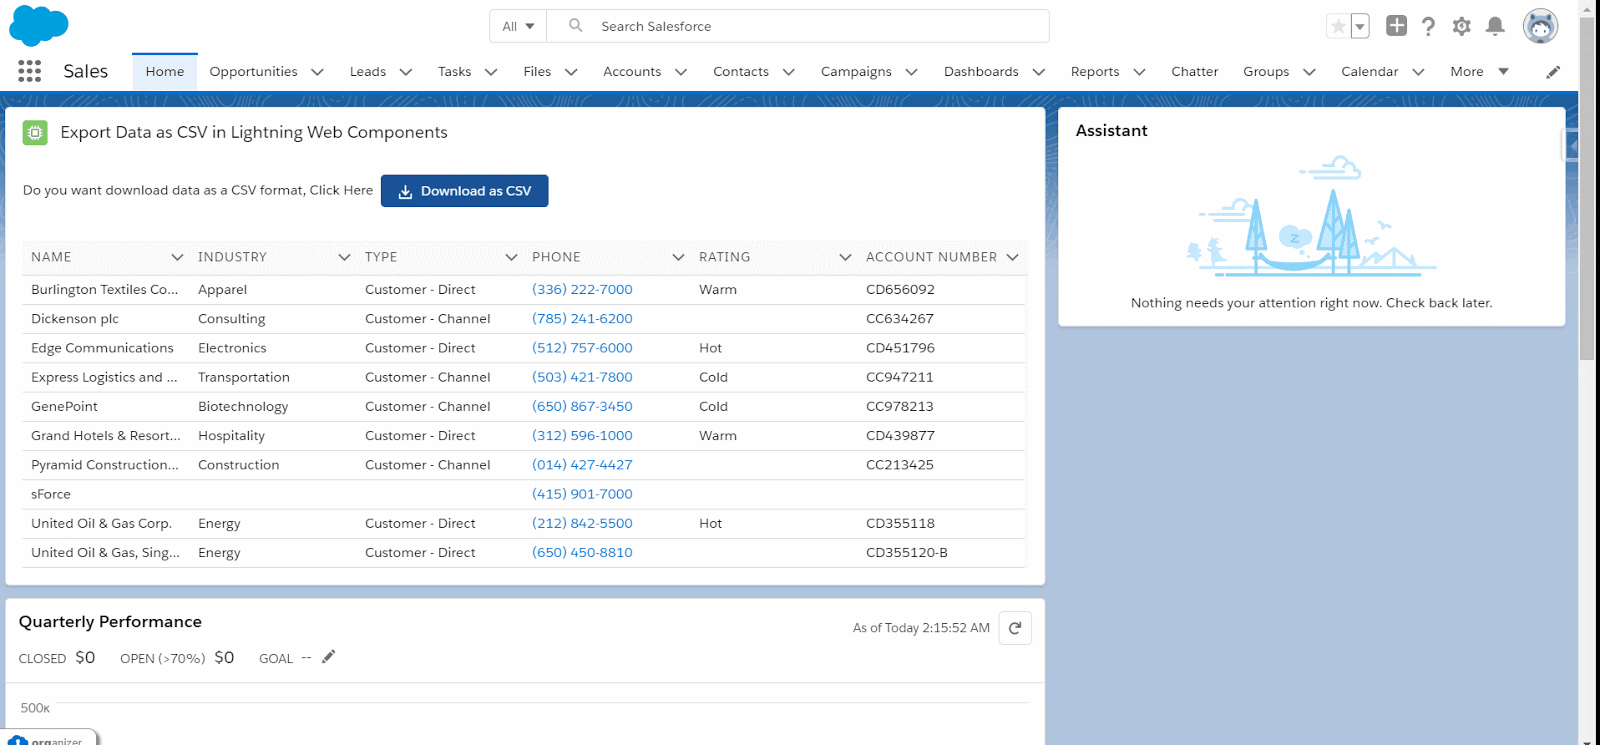 All
Search Salesforce
Sales Home Opportunities Leads Tasks Files Accounts Contacts Campaigns Dashboards Reports Chatter Groups Calendar More
Export Data as CSV in Lightning Web Components
Do you want download data as a CSV format, Click Here Download as CSV
NAME INDUSTRY TYPE PHONE RATING ACCOUNT NUMBER
Burlington Textiles Co... Apparel Customer - Direct (336) 222-7000 Warm CD656092
Dickenson plc Consulting Customer - Channel (785) 241-6200 CC634267
Edge Communications Electronics Customer - Direct (512) 757-6000 Hot CD451796
Express Logistics and ... Transportation Customer - Channel (503) 421-7800 Cold CC947211
GenePoint Biotechnology Customer - Channel (650) 867-3450 Cold CC978213
Grand Hotels & Resort... Hospitality Customer - Direct (312) 596-1000 Warm CD439877
Pyramid Construction... Construction Customer - Channel (014) 427-4427 CC213425
sForce (415) 901-7000
United Oil & Gas Corp. Energy Customer - Direct (212) 842-5500 Hot CD355118
United Oil & Gas, Sing... Energy Customer - Direct (650) 450-8810 CD355120-B
Assistant
z
Nothing needs your attention right now. Check back later.
Quarterly Performance
As of Today 2:15:52 AM
CLOSED $0 OPEN (>70%) $0 GOAL --
500K
organizer